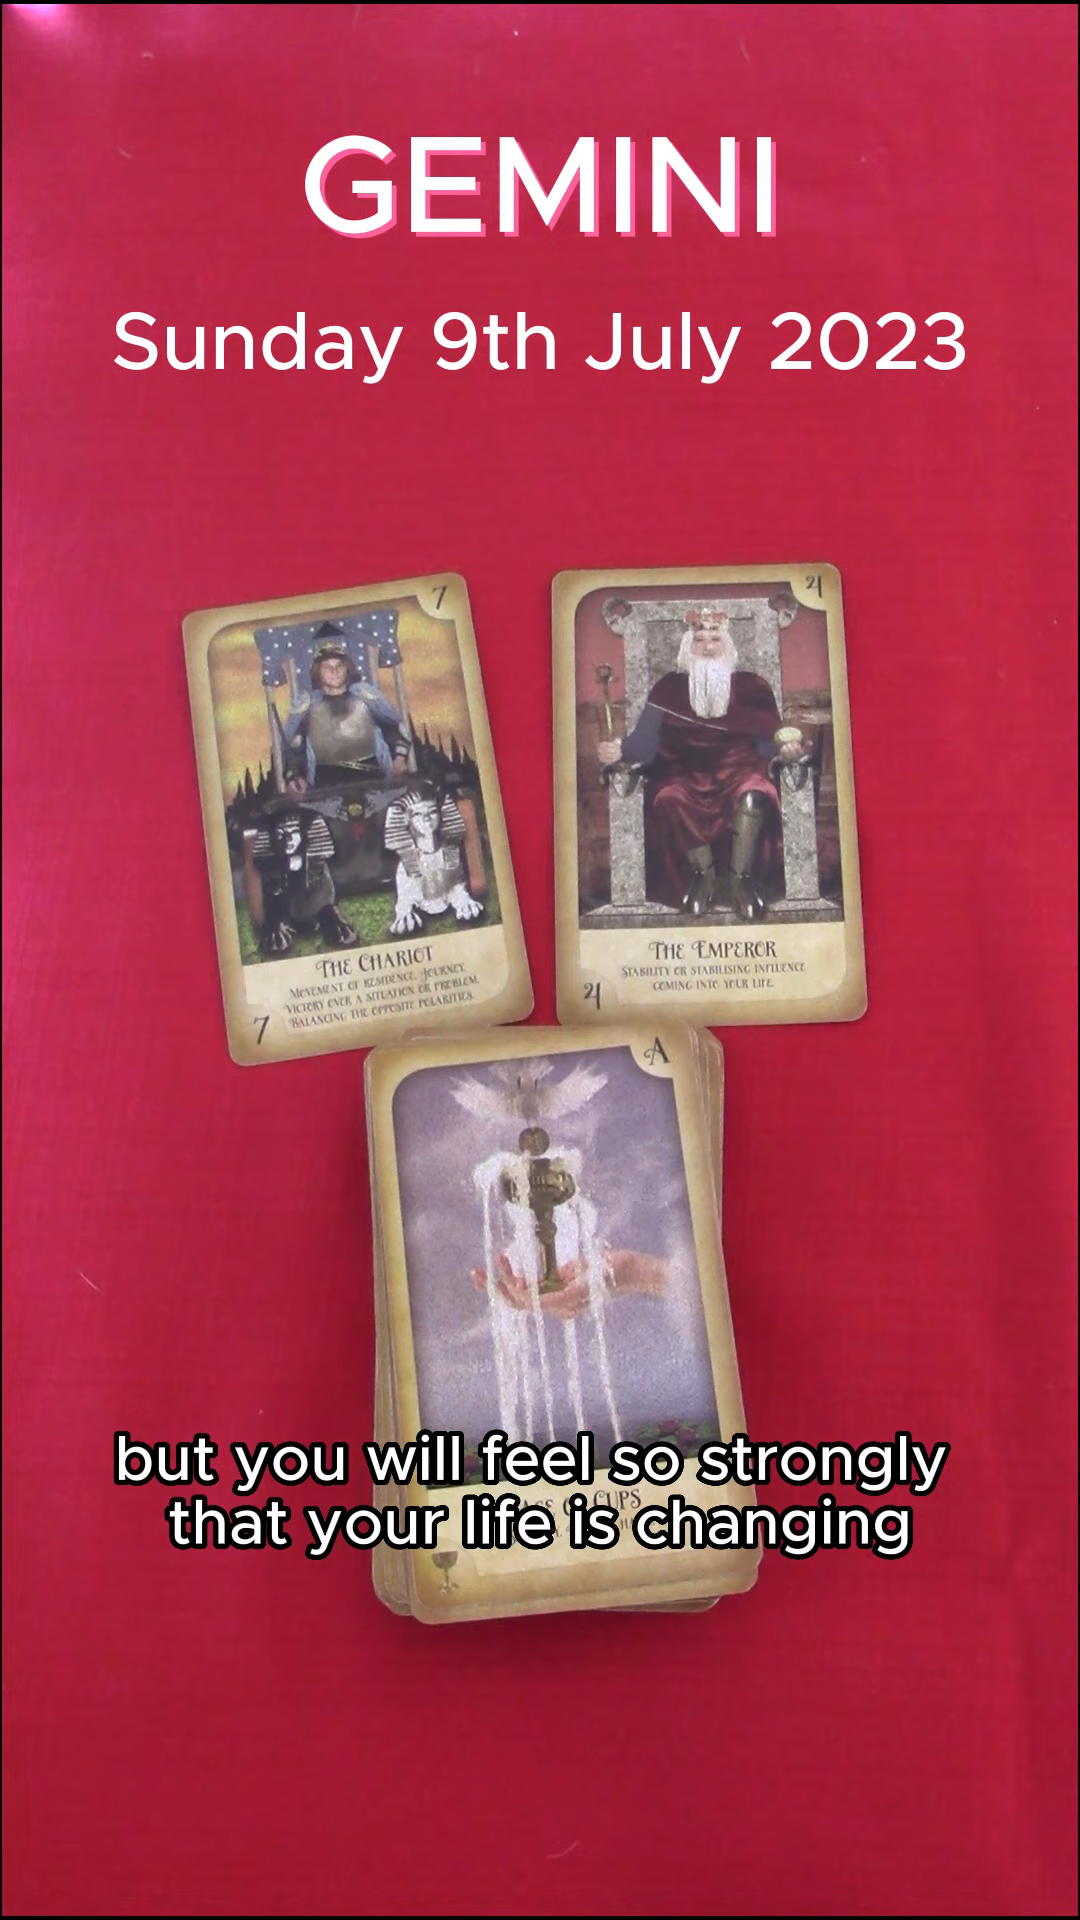 GEMINI
Sunday 9th July 2023
7
THE CHARIOT
MOVEMENT OF RESIDENCE. JOURNEY.
VICTORY OVER A SITUATION OR PROBLEM.
BALANCING THE OPPOSITE POLARITIES.
7
4
THE EMPEROR
STABILITY OR STABILISING INFLUENCE
COMING INTO YOUR LIFE.
4
A
but you will feel so strongly
CUPS
that your life is changing